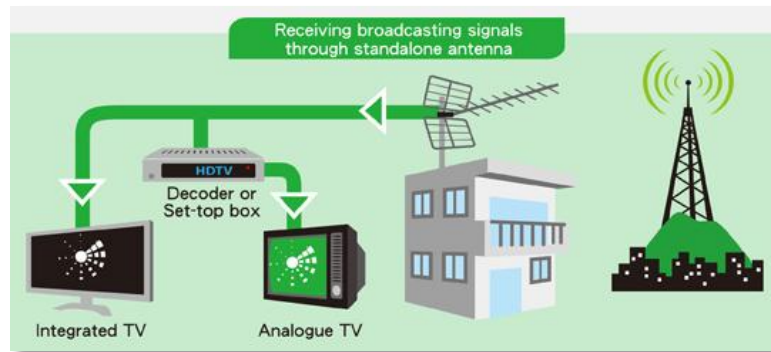 Receiving broadcasting signals
through standalone antenna
HDTV
Decoder or
Set-top box
Integrated TV
Analogue TV